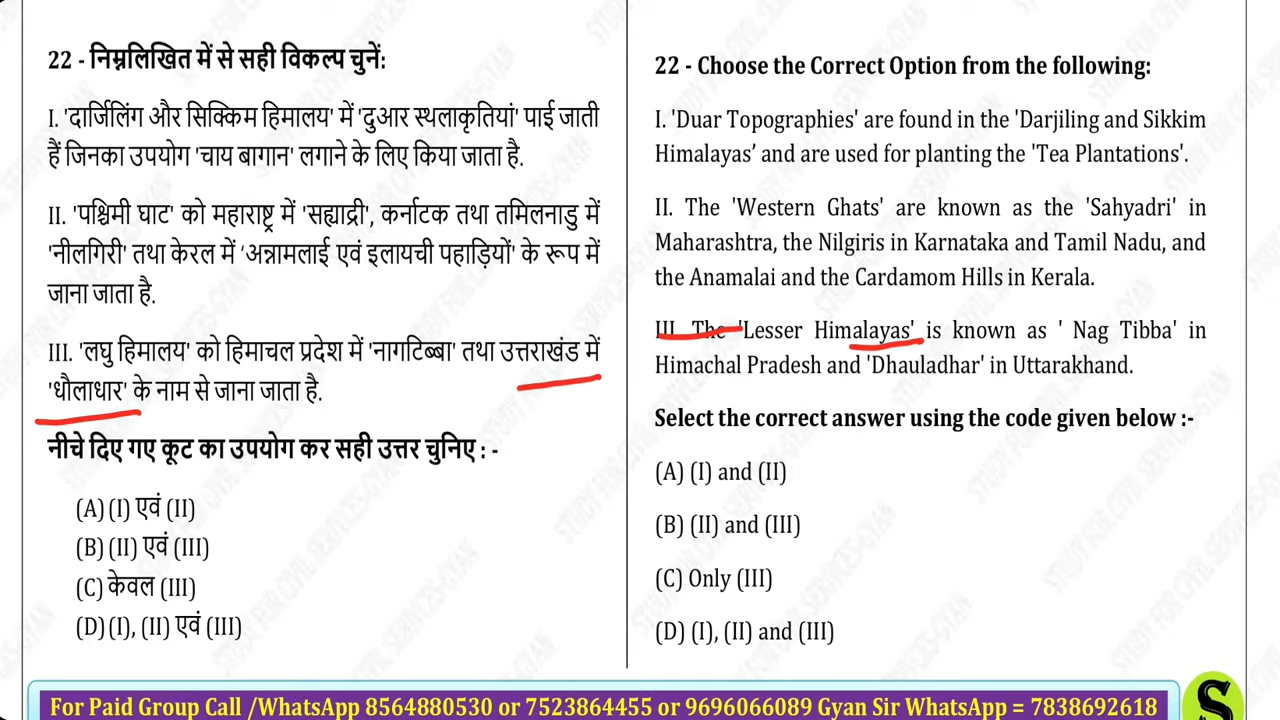 22 - निम्नलिखित में से सही विकल्प चुनें:
I. 'दार्जिलिंग और सिक्किम हिमालय' में 'दुआर स्थलाकृतियां' पाई जाती
हैं जिनका उपयोग 'चाय बागान' लगाने के लिए किया जाता है.
II. 'पश्चिमी घाट' को महाराष्ट्र में 'सह्याद्री', कर्नाटक तथा तमिलनाडु में
'नीलगिरी' तथा केरल में ‘अन्नामलाई एवं इलायची पहाड़ियों' के रूप में
जाना जाता है.
III. 'लघु हिमालय' को हिमाचल प्रदेश में 'नागटिब्बा' तथा उत्तराखंड में
'धौलाधार' के नाम से जाना जाता है.
नीचे दिए गए कूट का उपयोग कर सही उत्तर चुनिए : -
(A) (I) एवं (II)
(B) (II) एवं (III)
(C) केवल (III)
(D) (I), (II) एवं (III)
22 - Choose the Correct Option from the following:
I. 'Duar Topographies' are found in the 'Darjiling and Sikkim
Himalayas’ and are used for planting the 'Tea Plantations'.
II. The 'Western Ghats' are known as the 'Sahyadri' in
Maharashtra, the Nilgiris in Karnataka and Tamil Nadu, and
the Anamalai and the Cardamom Hills in Kerala.
III. The 'Lesser Himalayas' is known as ' Nag Tibba' in
Himachal Pradesh and 'Dhauladhar' in Uttarakhand.
Select the correct answer using the code given below :-
(A) (I) and (II)
(B) (II) and (III)
(C) Only (III)
(D) (I), (II) and (III)
For Paid Group Call /WhatsApp 8564880530 or 7523864455 or 9696066089 Gyan Sir WhatsApp = 7838692618
S